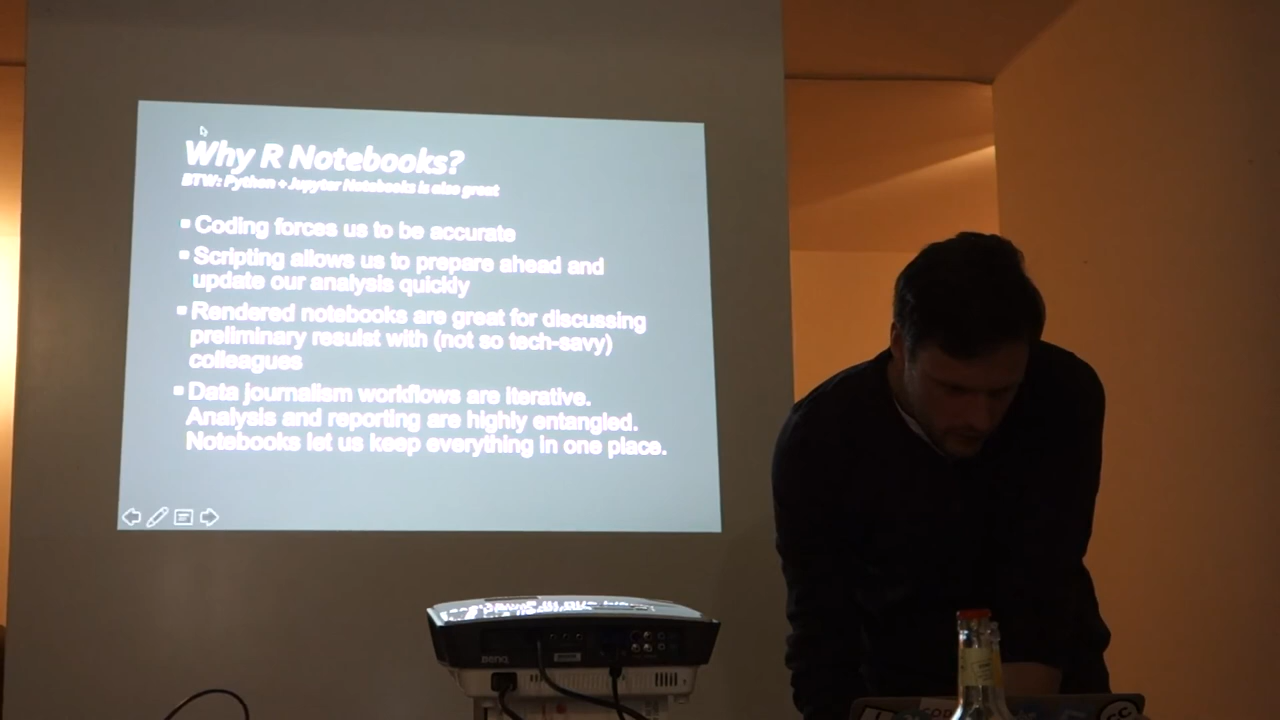 Why R Notebooks?
BTW: Python + Jupyter Notebooks is also great
Coding forces us to be accurate
Scripting allows us to prepare ahead and
update our analysis quickly
Rendered notebooks are great for discussing
preliminary resulst with (not so tech-savy)
colleagues
Data journalism workflows are iterative.
Analysis and reporting are highly entangled.
Notebooks let us keep everything in one place.
BENQ